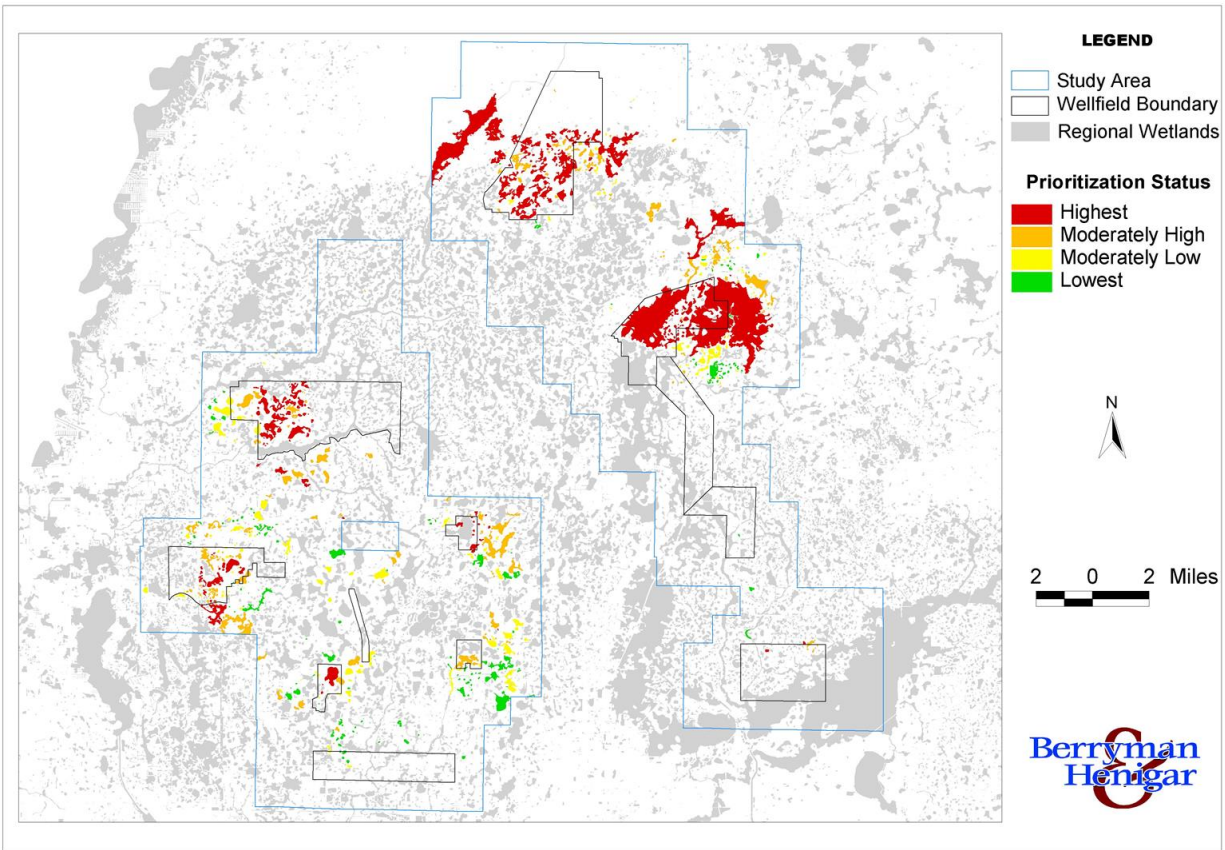 LEGEND
Study Area
Wellfield Boundary
Regional Wetlands
Prioritization Status
Highest
Moderately High
Moderately Low
Lowest
N
2 0 2 Miles
Berryman
&
Henigar